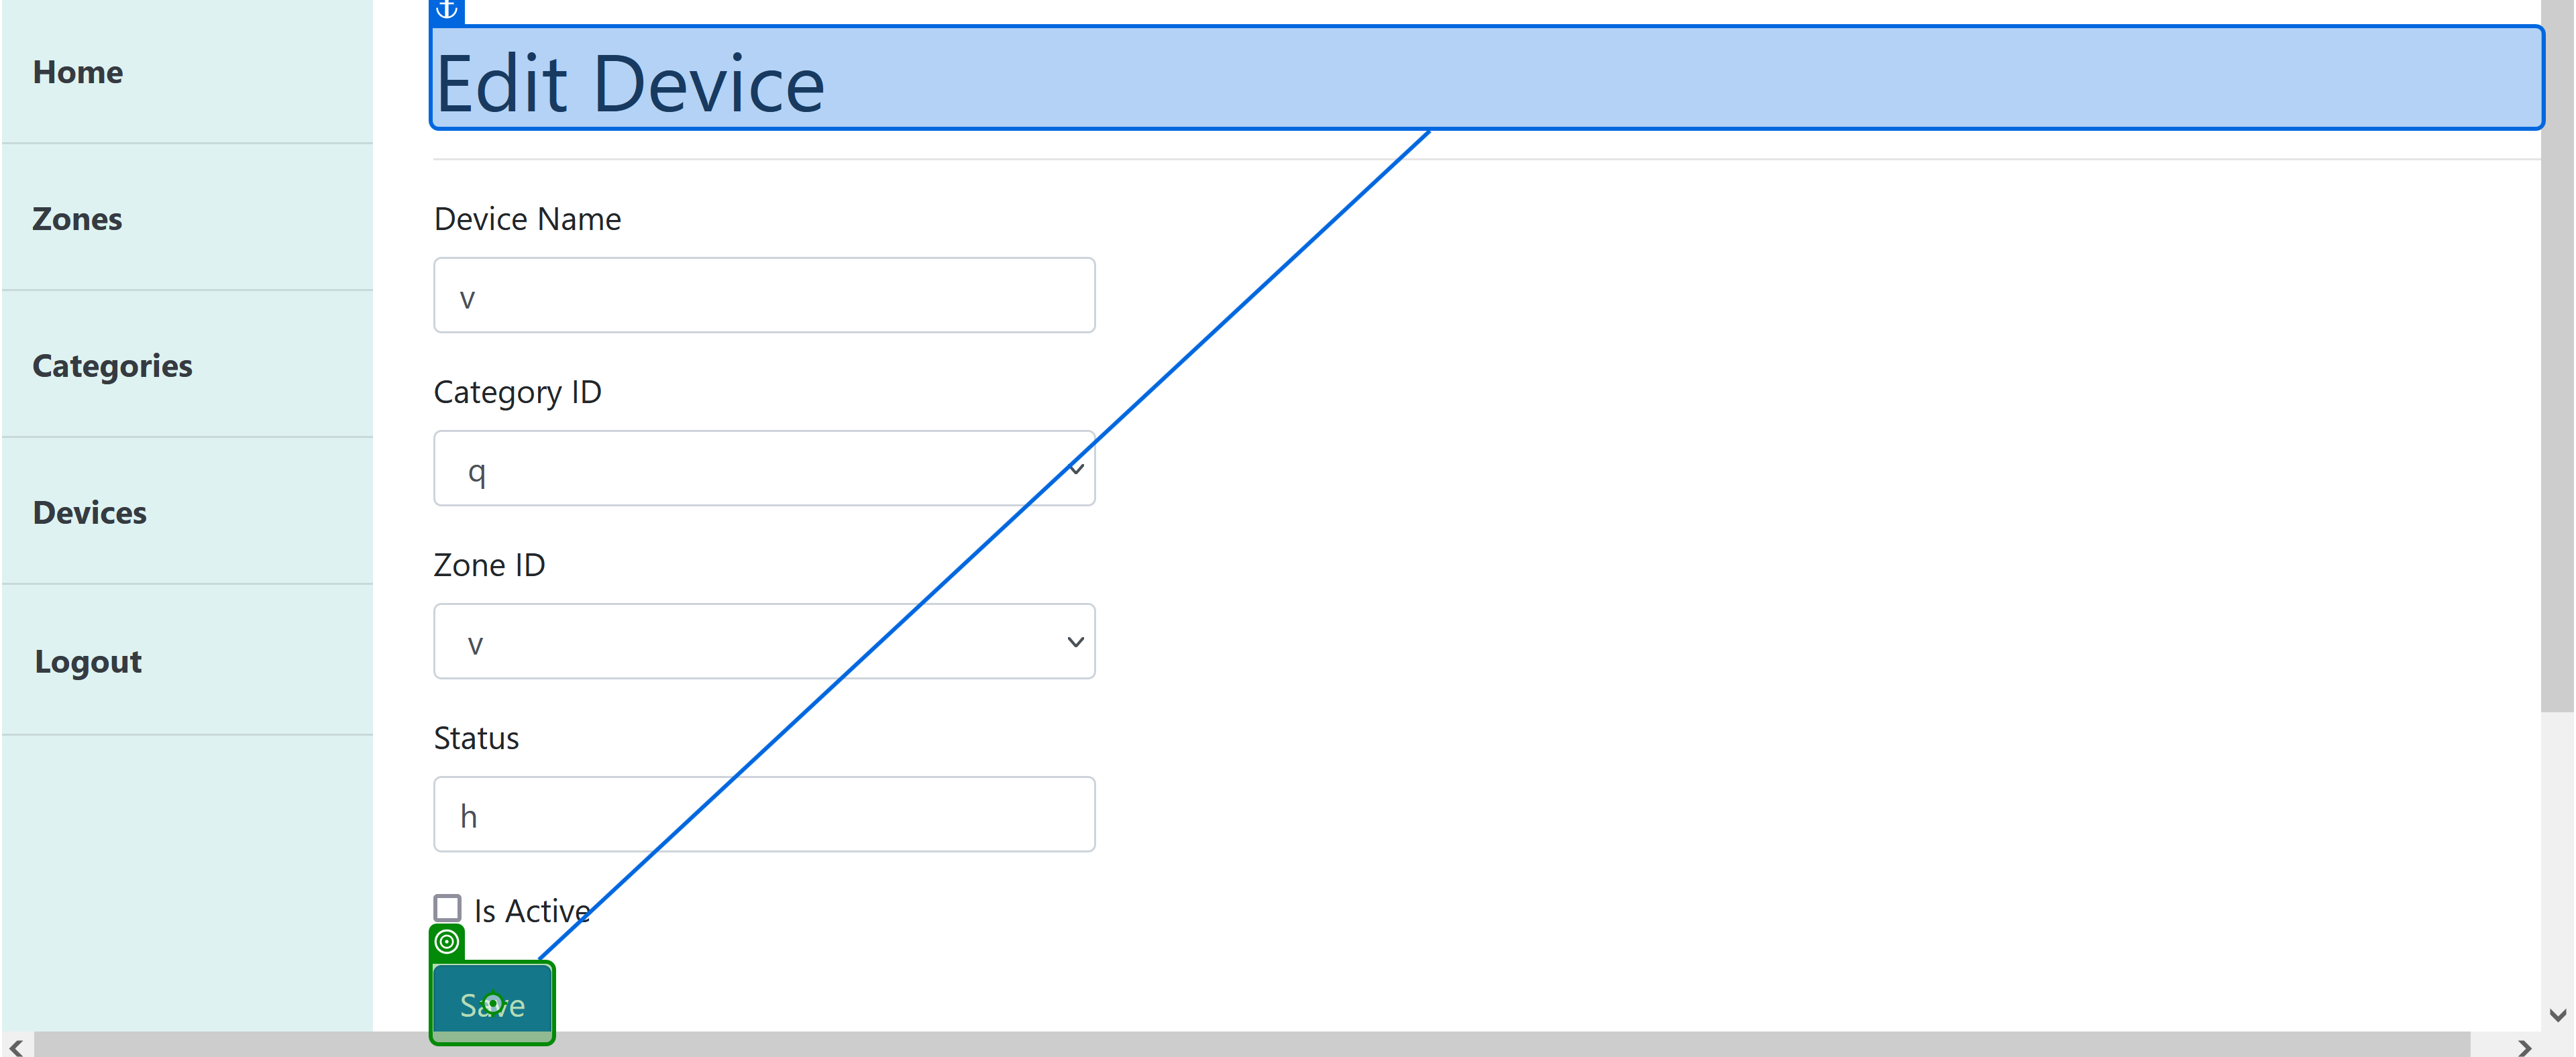 Home
Zones
Categories
Devices
Logout
Edit Device
Device Name
v
Category ID
q
Zone ID
v
Status
h
Is Active
Save